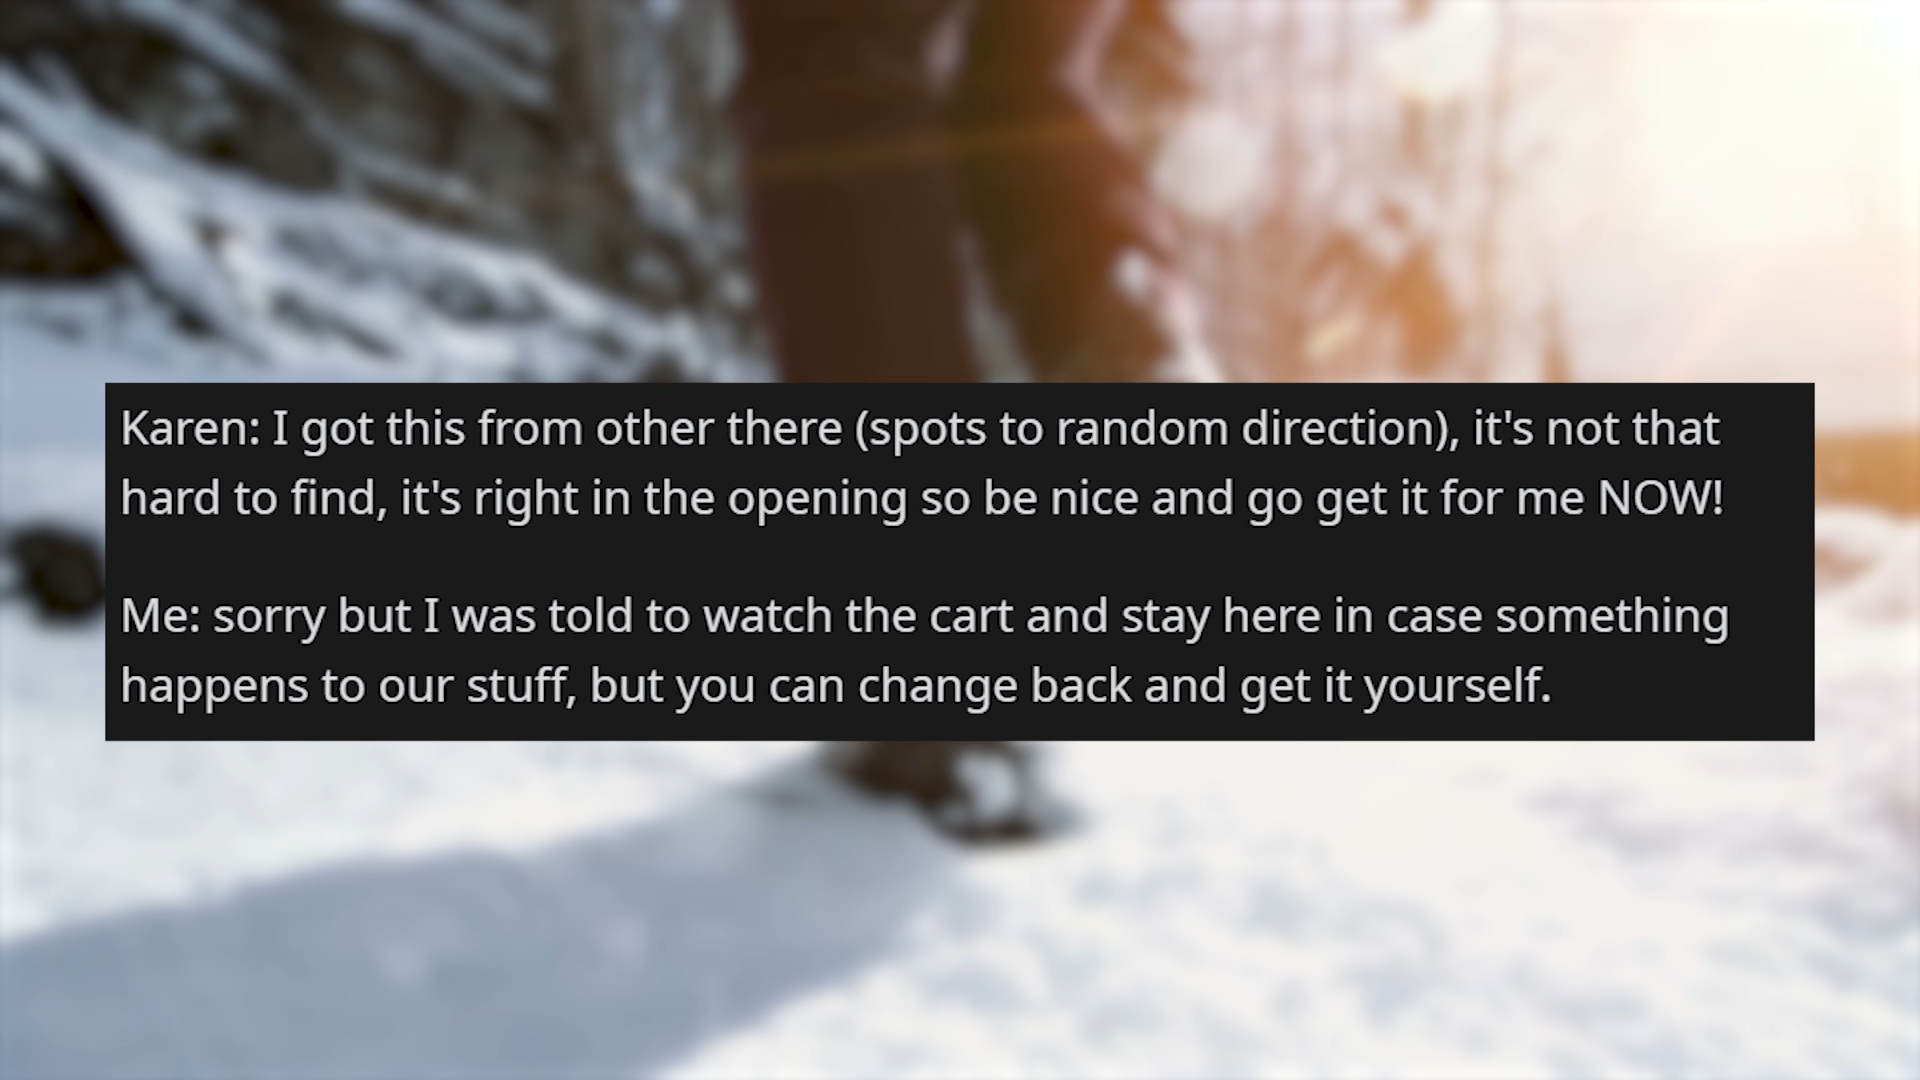 Karen: I got this from other there (spots to random direction), it's not that
hard to find, it's right in the opening so be nice and go get it for me NOW!
Me: sorry but I was told to watch the cart and stay here in case something
happens to our stuff, but you can change back and get it yourself.